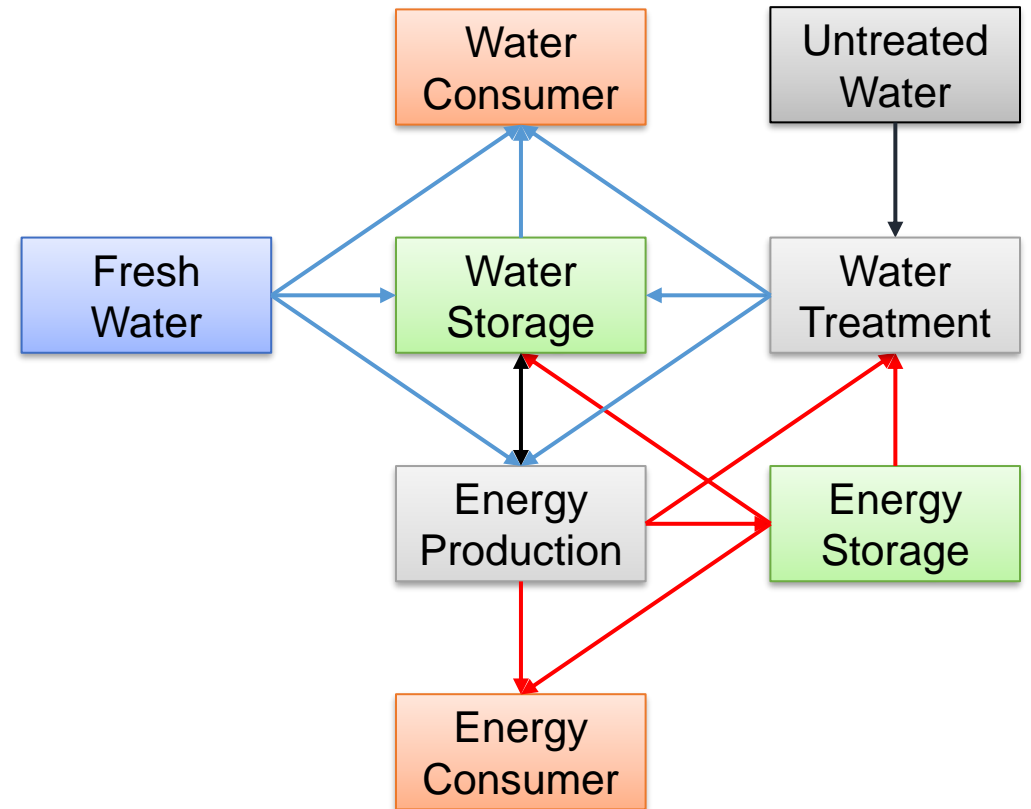 Water
Consumer
Untreated
Water
Fresh
Water
Water
Storage
Water
Treatment
Energy
Production
Energy
Storage
Energy
Consumer